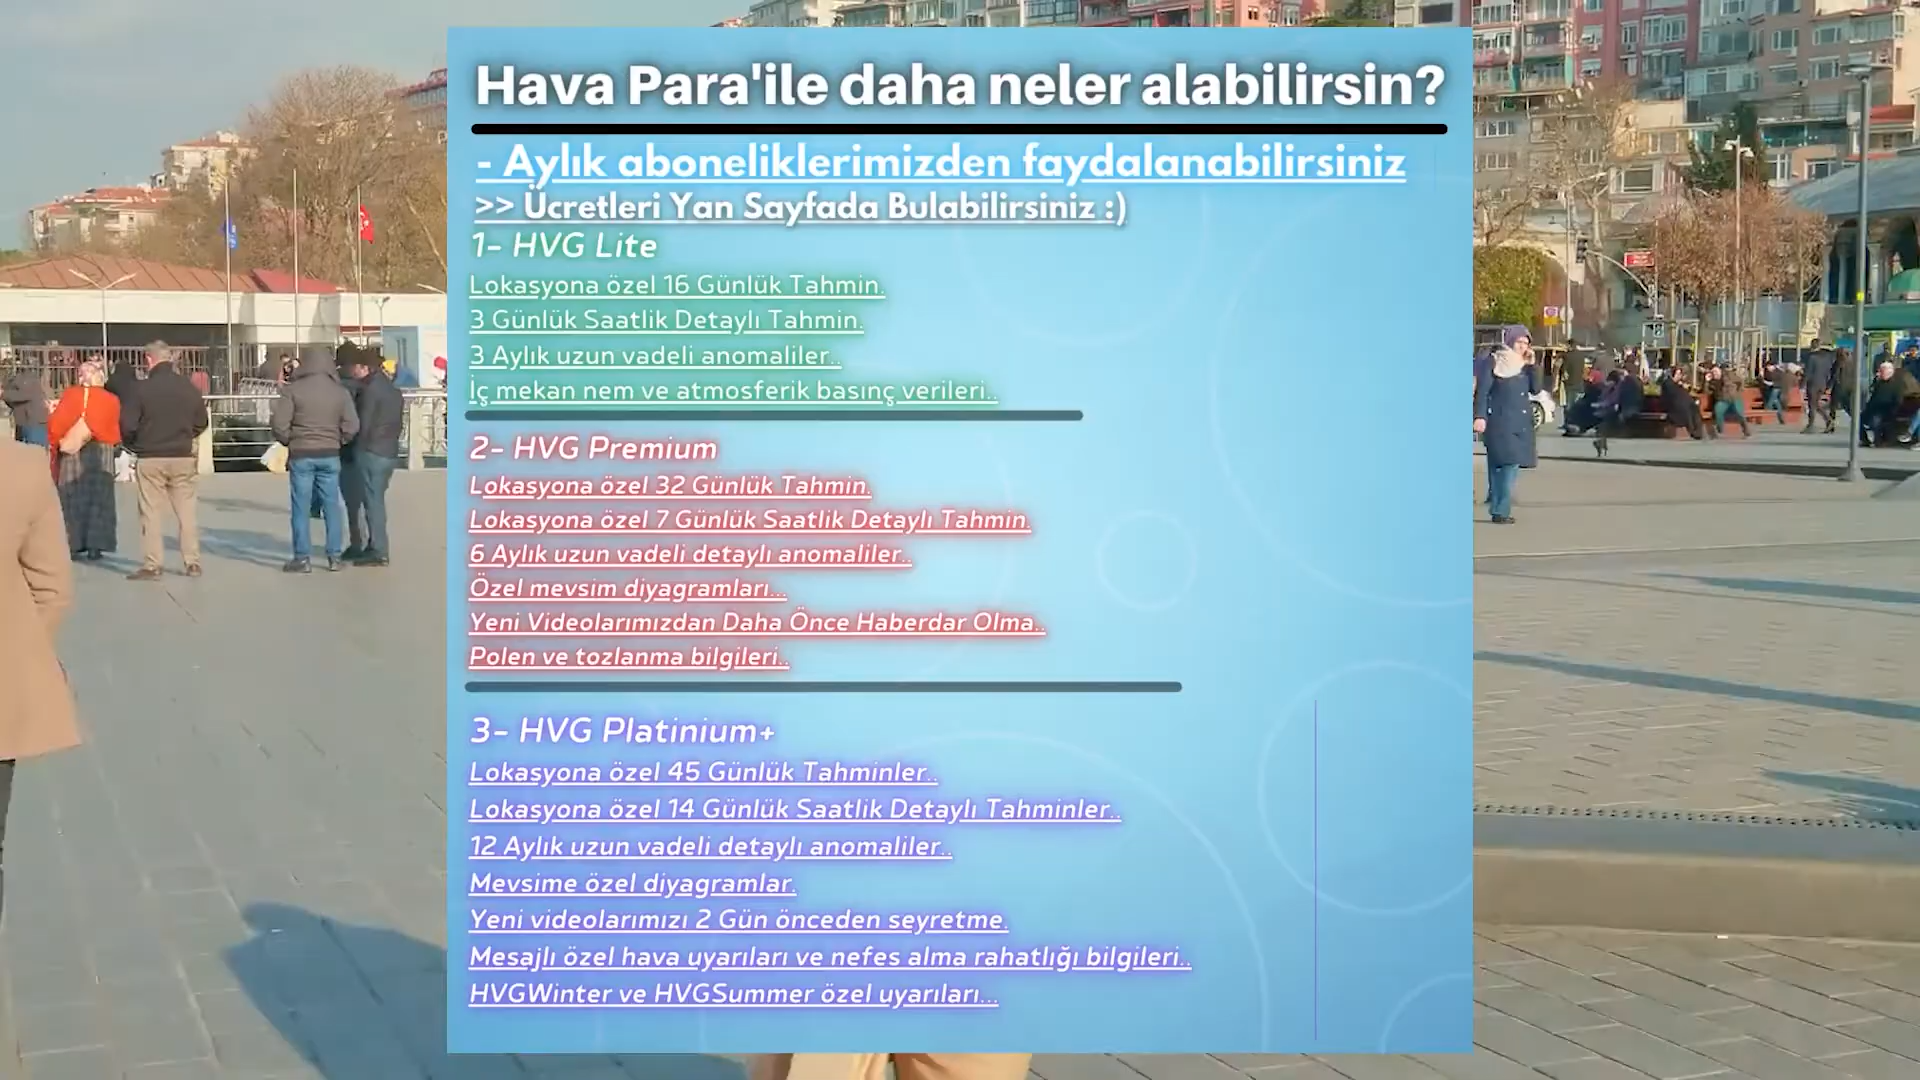 Hava Para'ile daha neler alabilirsin?
- Aylık aboneliklerimizden faydalanabilirsiniz
>> Ücretleri Yan Sayfada Bulabilirsiniz :)
1- HVG Lite
Lokasyona özel 16 Günlük Tahmin.
3 Günlük Saatlik Detaylı Tahmin.
3 Aylık uzun vadeli anomaliler..
İç mekan nem ve atmosferik basınç verileri..
2- HVG Premium
Lokasyona özel 32 Günlük Tahmin.
Lokasyona özel 7 Günlük Saatlik Detaylı Tahmin.
6 Aylık uzun vadeli detaylı anomaliler..
Özel mevsim diyagramları...
Yeni Videolarımızdan Daha Önce Haberdar Olma..
Polen ve tozlanma bilgileri..
3- HVG Platinium+
Lokasyona özel 45 Günlük Tahminler..
Lokasyona özel 14 Günlük Saatlik Detaylı Tahminler..
12 Aylık uzun vadeli detaylı anomaliler..
Mevsime özel diyagramlar.
Yeni videolarımızı 2 Gün önceden seyretme.
Mesajlı özel hava uyarıları ve nefes alma rahatlığı bilgileri..
HVGWinter ve HVGSummer özel uyarıları...